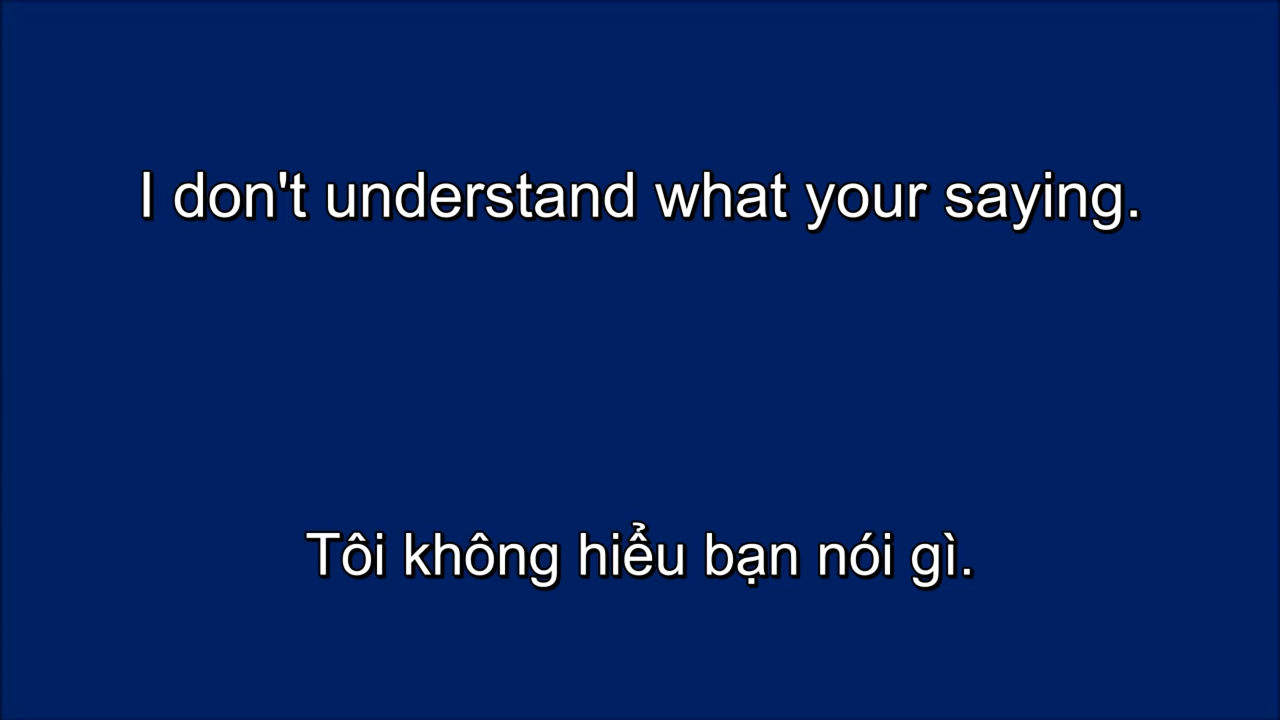 I don't understand what your saying.
Tôi không hiểu bạn nói gì.